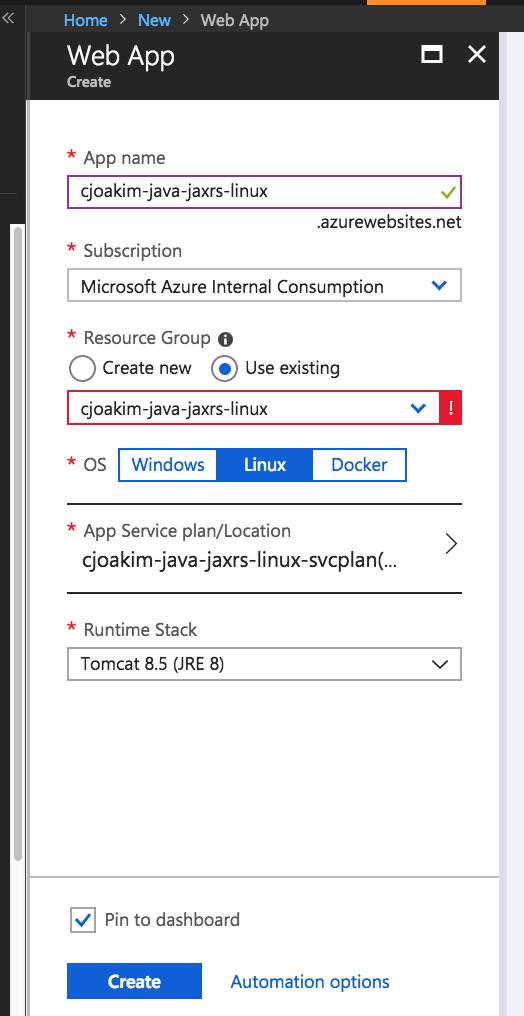 Home > New > Web App
Web App
Create
* App name
cjoakim-java-jaxrs-linux
.azurewebsites.net
* Subscription
Microsoft Azure Internal Consumption
* Resource Group
Create new Use existing
cjoakim-java-jaxrs-linux !
* OS Windows Linux Docker
* App Service plan/Location
cjoakim-java-jaxrs-linux-svcplan(...
* Runtime Stack
Tomcat 8.5 (JRE 8)
Pin to dashboard
Create Automation options